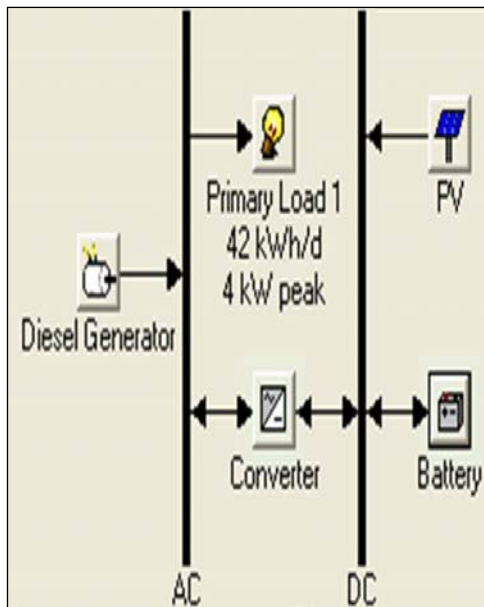 Primary Load 1
42 kWh/d
4 kW peak
PV
Diesel Generator
Converter
Battery
AC
DC